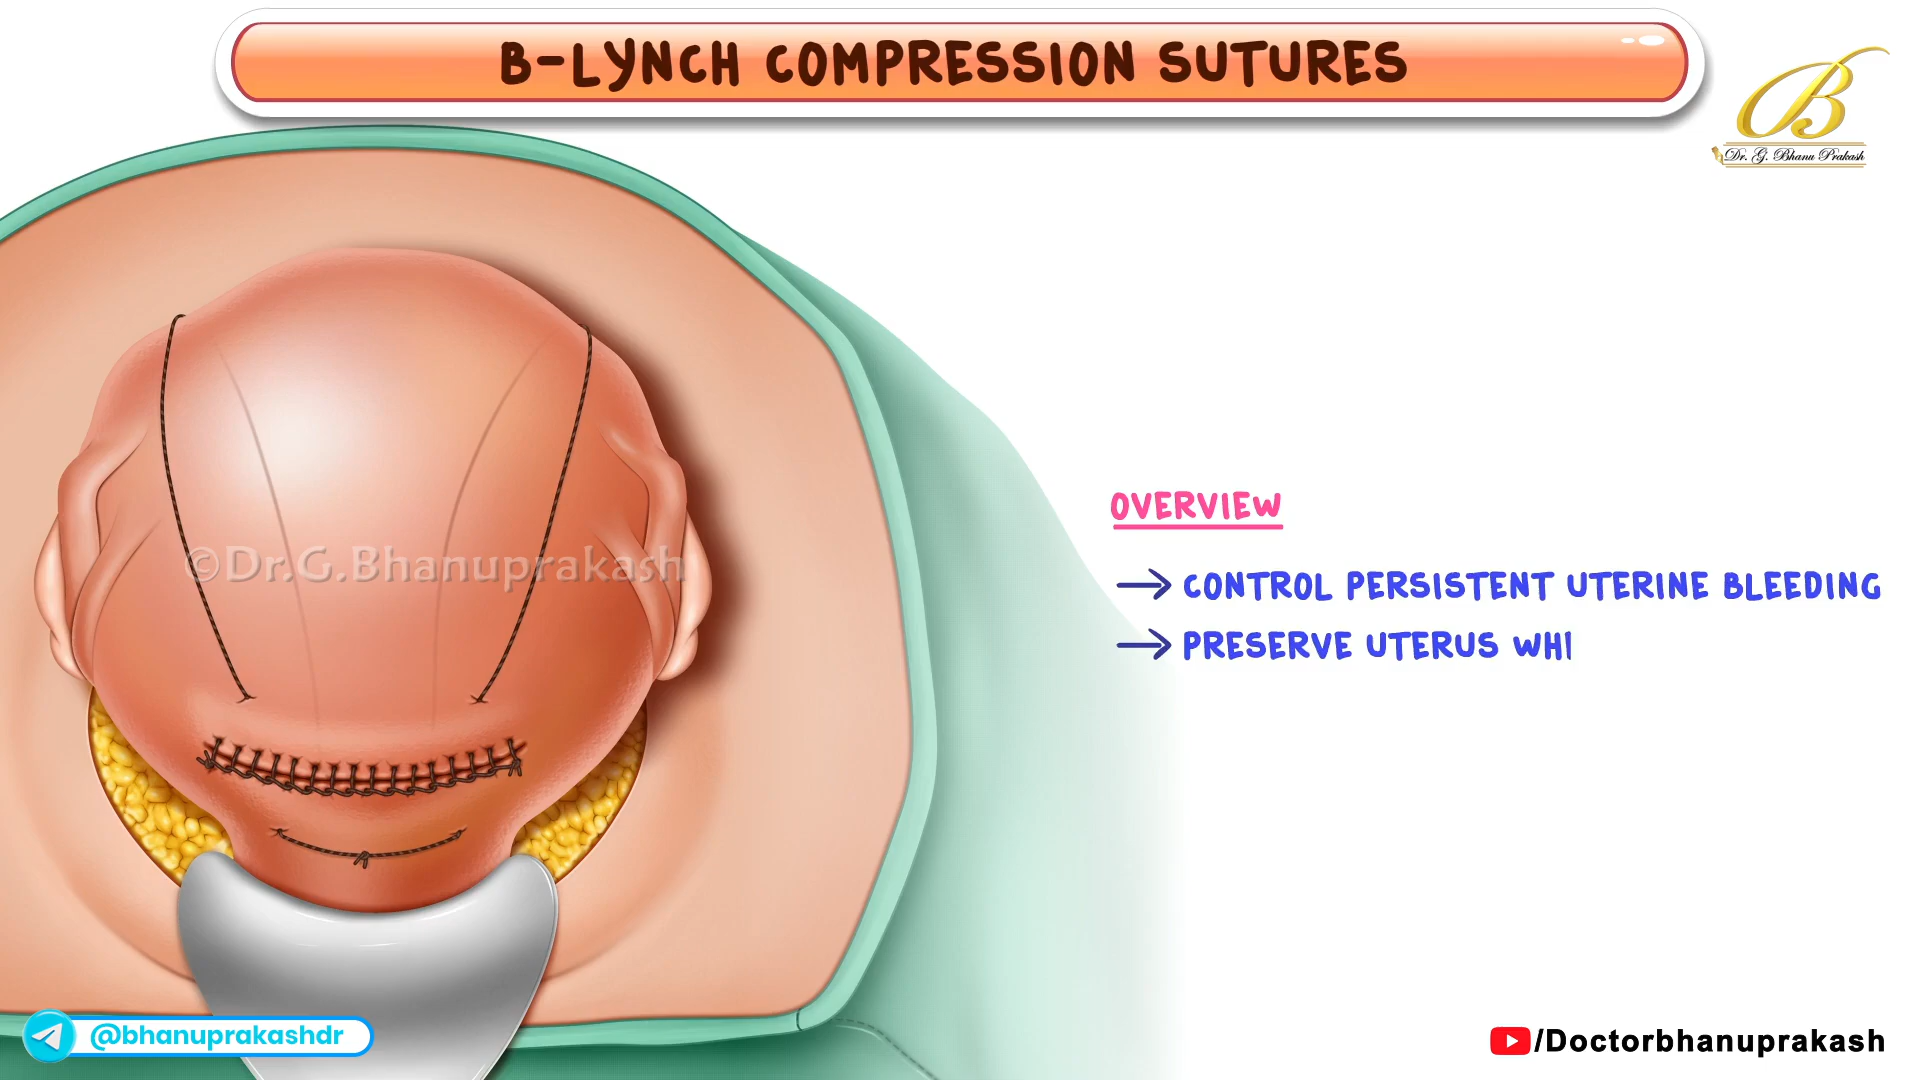 B-LYNCH COMPRESSION SUTURES
Dr. G. Bhanu Prakash
OVERVIEW
→ CONTROL PERSISTENT UTERINE BLEEDING
→ PRESERVE UTERUS WHI
©Dr.G.Bhanuprakash
@bhanuprakashdr
/Doctorbhanuprakash